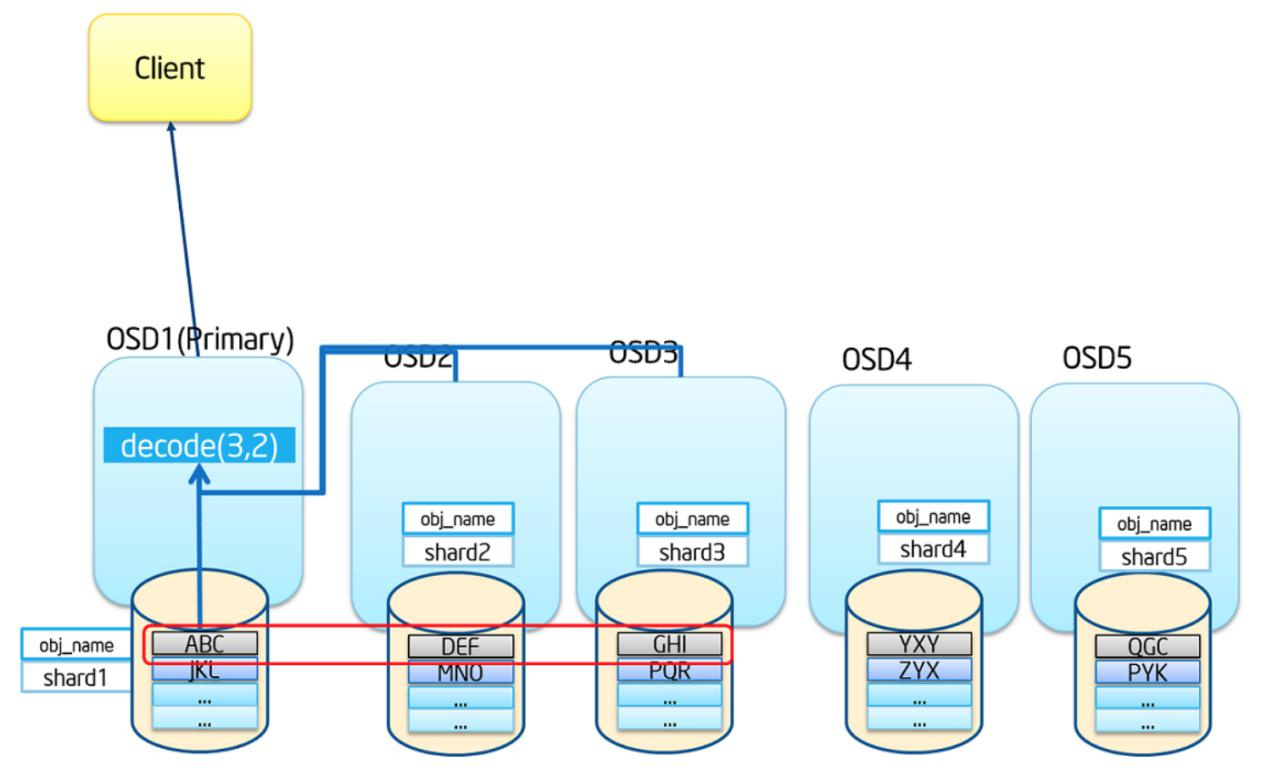 Client
OSD1(Primary)
OSD2
OSD3
OSD4
OSD5
decode(3,2)
obj_name
shard2
obj_name
shard3
obj_name
shard4
obj_name
shard5
obj_name
shard1
ABC
JKL
...
...
DEF
MNO
...
...
GHI
PQR
...
...
YXY
ZYX
...
...
QGC
PYK
...
...